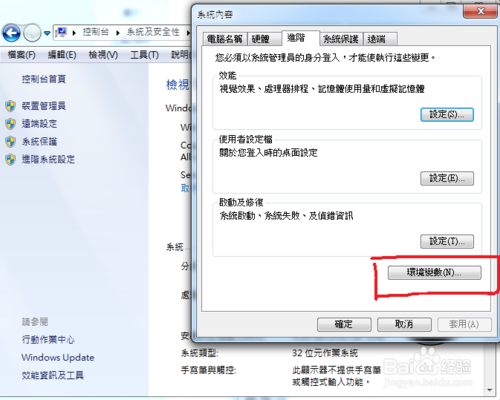 系統內容
電腦名稱 硬體 進階 系統保護 遠端
您必須以系統管理員的身分登入，才能使執行這些變更。
效能
視覺效果、處理器排程、記憶體使用量和虛擬記憶體
設定(S)...
使用者設定檔
關於您登入時的桌面設定
設定(E)...
啟動及修復
系統啟動、系統失敗、及偵錯資訊
設定(T)...
環境變數(N)...
確定 取消 套用(A)
控制台 系統及安全性
檔案(F) 編輯(E) 檢視(V) 工具(T) 說明
控制台首頁
裝置管理員
遠端設定
系統保護
進階系統設定
請參閱
行動作業中心
Windows Update
效能資訊及工具
檢視
Windo
Wi
Co
All
Se
取
系統
分
處
安
系統類型: 32 位元作業系統
手寫筆與觸控: 此顯示器不提供手寫筆
或觸控式輸入功能。
Baidu 经验
jingyan.baidu.com